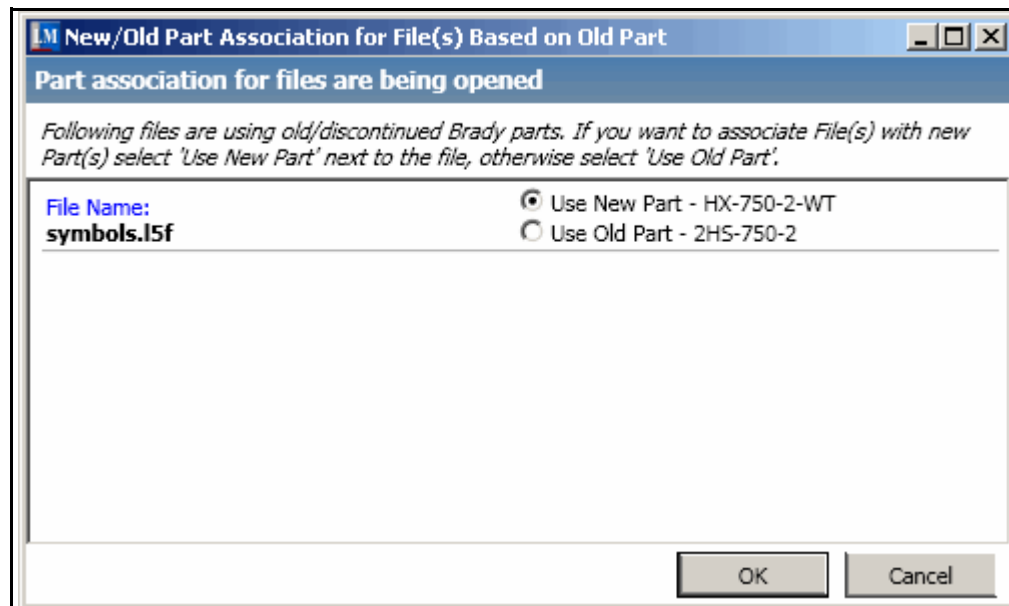 LM New/Old Part Association for File(s) Based on Old Part
Part association for files are being opened
Following files are using old/discontinued Brady parts. If you want to associate File(s) with new
Part(s) select 'Use New Part' next to the file, otherwise select 'Use Old Part'.
File Name:
symbols.l5f
Use New Part - HX-750-2-WT
Use Old Part - 2HS-750-2
OK
Cancel